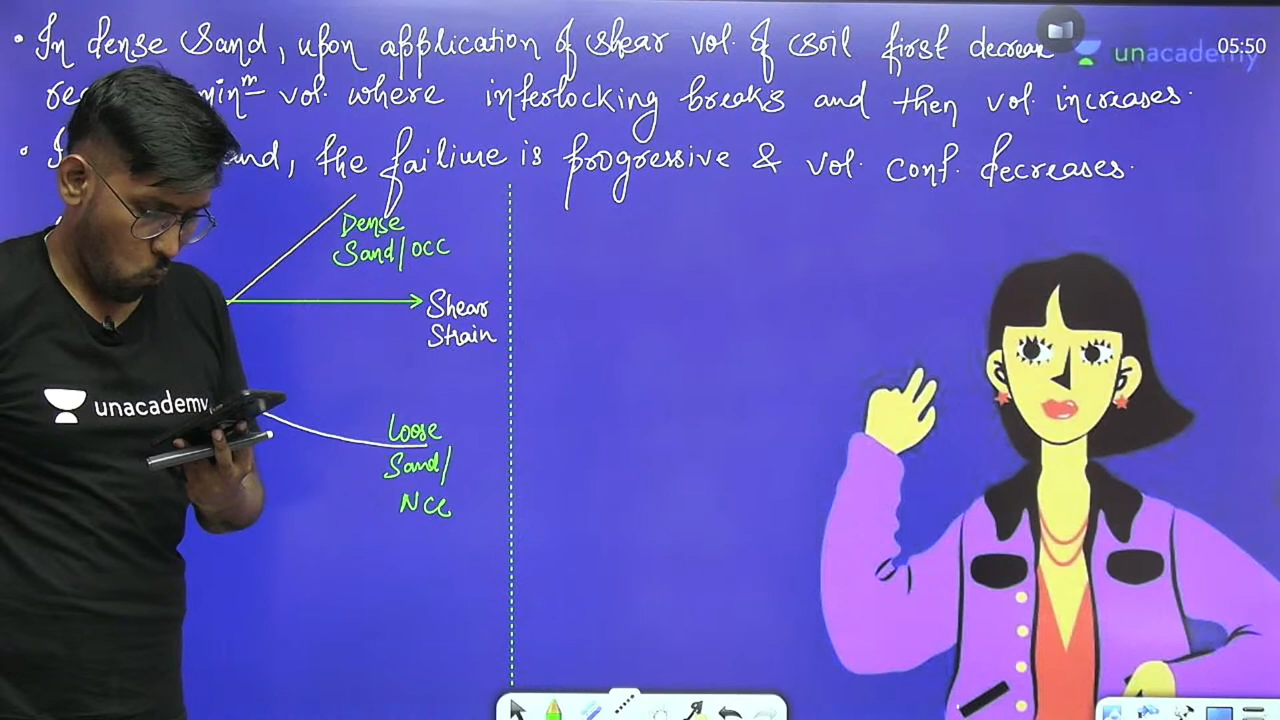 • In dense Sand, upon application of shear vol. of soil first decrea
unacademy
05:50
min^m vol. where interlocking breaks and then vol. increases.
the failure is progressive & vol. cont. decreases.
Dense
Sand/OCC
Shear
Strain
unacademy
Loose
Sand/
NCC